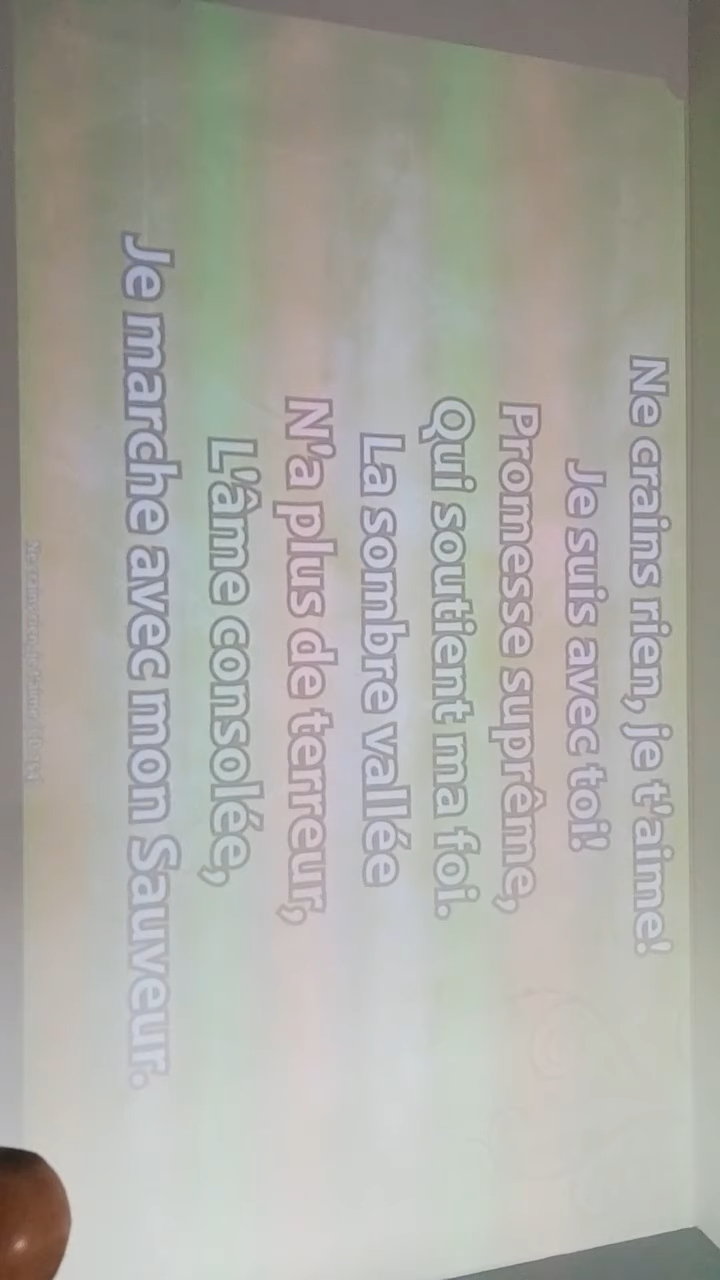 Ne crains rien, je t'aime!
Je suis avec toi!
Promesse suprême,
Qui soutient ma foi.
La sombre vallée
N'a plus de terreur,
L'âme consolée,
Je marche avec mon Sauveur.